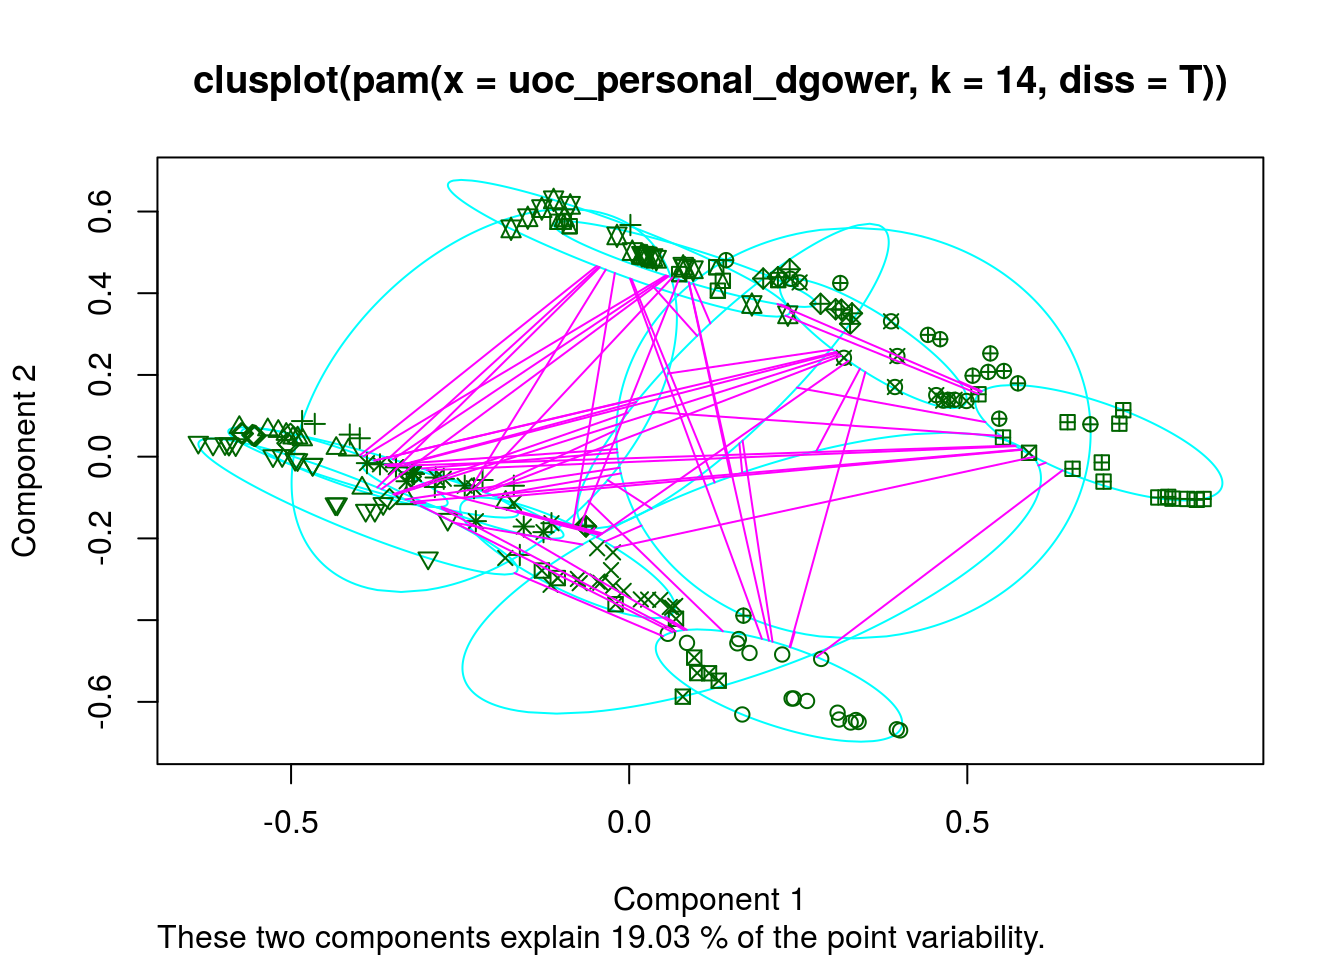 clusplot(pam(x = uoc_personal_dgower, k = 14, diss = T))
Component 2
0.6
0.4
0.2
0.0
-0.2
-0.6
-0.5
0.0
0.5
Component 1
These two components explain 19.03 % of the point variability.